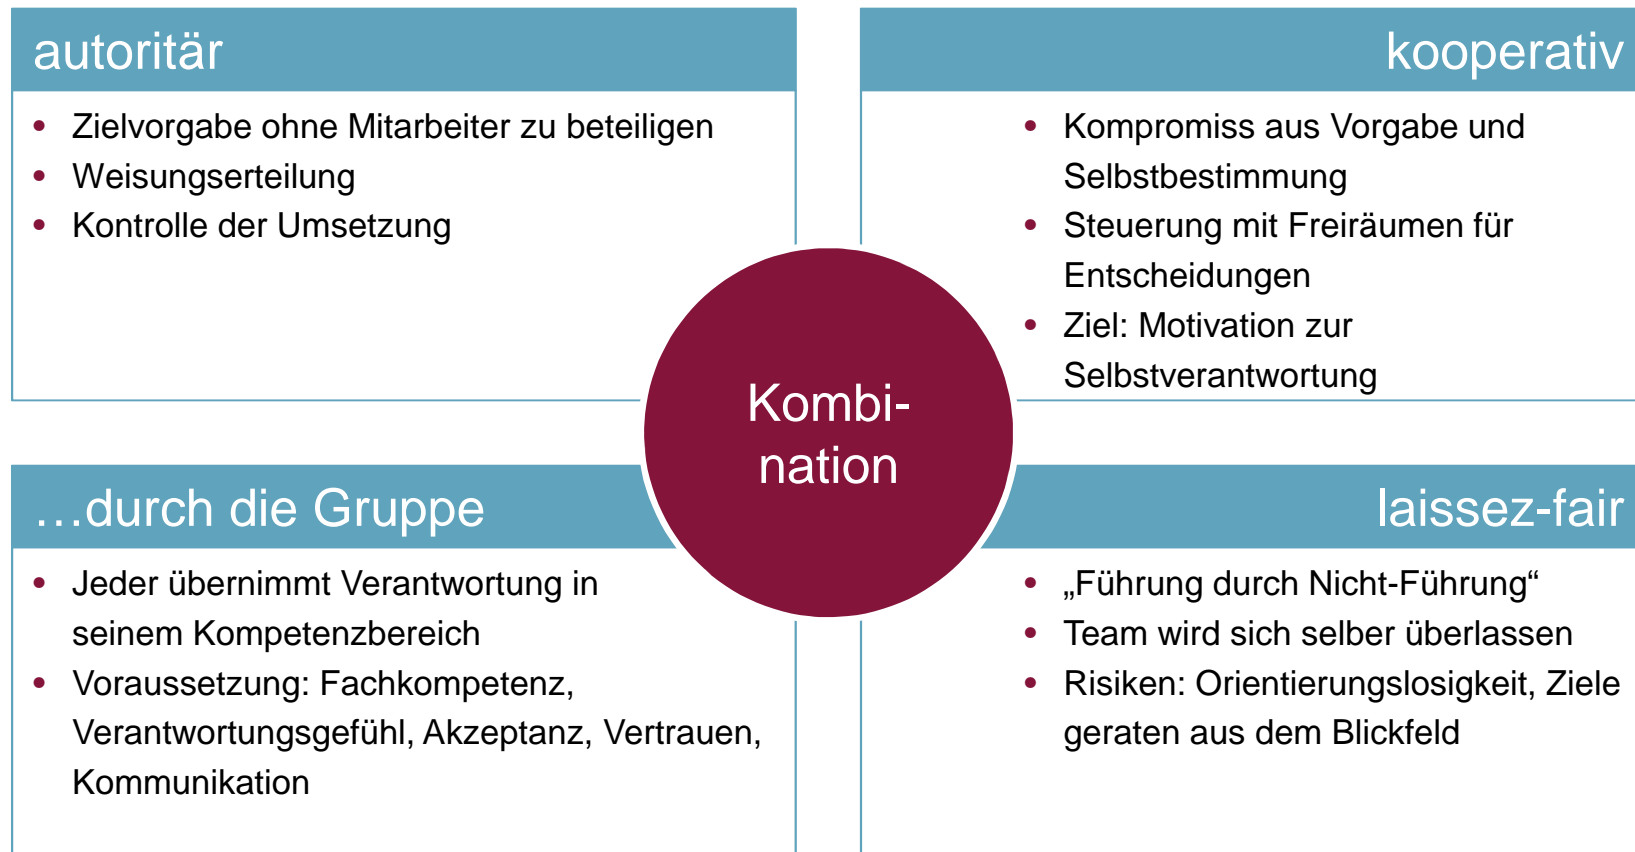 autoritär
• Zielvorgabe ohne Mitarbeiter zu beteiligen
• Weisungserteilung
• Kontrolle der Umsetzung
kooperativ
• Kompromiss aus Vorgabe und
Selbstbestimmung
• Steuerung mit Freiräumen für
Entscheidungen
• Ziel: Motivation zur
Selbstverantwortung
Kombi-
nation
…durch die Gruppe
• Jeder übernimmt Verantwortung in
seinem Kompetenzbereich
• Voraussetzung: Fachkompetenz,
Verantwortungsgefühl, Akzeptanz, Vertrauen,
Kommunikation
laissez-fair
• „Führung durch Nicht-Führung“
• Team wird sich selber überlassen
• Risiken: Orientierungslosigkeit, Ziele
geraten aus dem Blickfeld